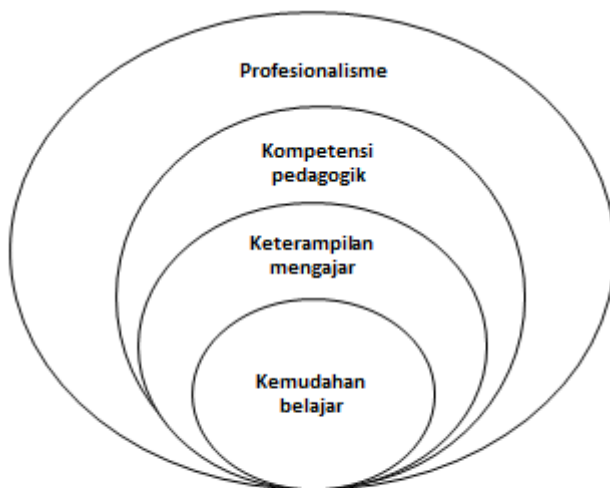 Profesionalisme
Kompetensi
pedagogik
Keterampilan
mengajar
Kemudahan
belajar